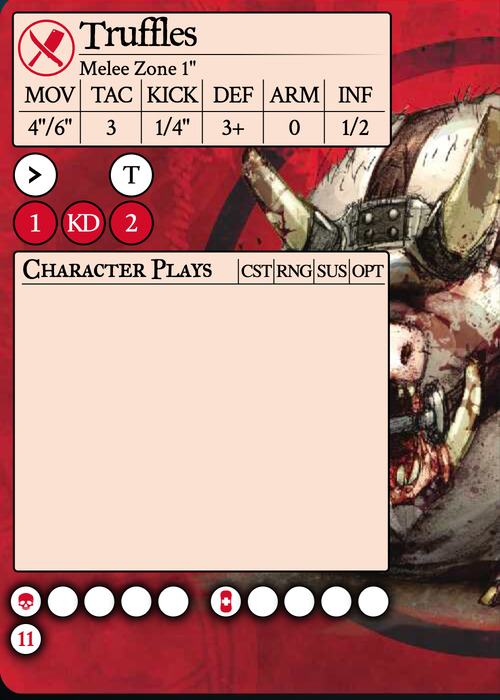 Truffles
Melee Zone 1"
MOV TAC KICK DEF ARM INF
4"/6" 3 1/4" 3+ 0 1/2
> T
1 KD 2
Character Plays CST RNG SUS OPT
11